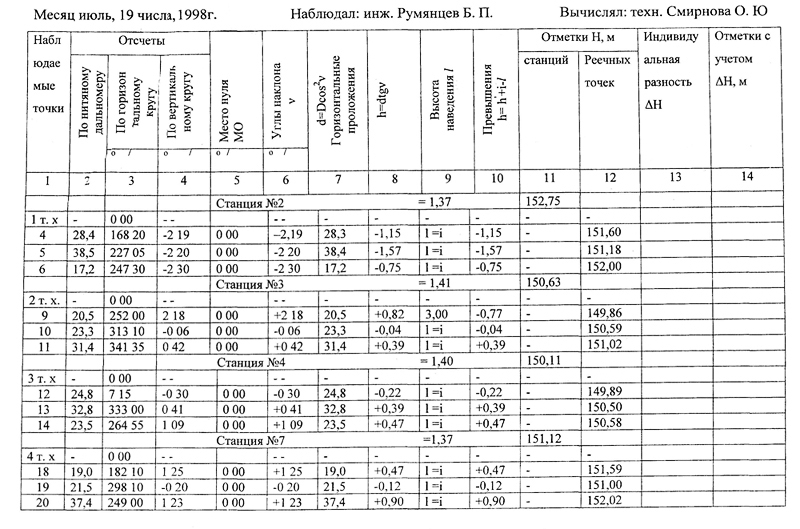 Месяц июль, 19 числа, 1998г. Наблюдал: инж. Румянцев Б. П. Вычислял: техн. Смирнова О. Ю
Набл юдае мые точки Отсчеты Место нуля МО Углы наклона ν d=Dcos²ν Горизонтальные проложения h=dtgν Высота наведения l Превышения h= h'+i-l Отметки Н, м Индивиду альная разность ΔН Отметки с учетом ΔН, м
По нитяному дальномеру По горизон тальному кругу По вертикаль ному кругу станций Реечных точек
о / о / о / о /
1 2 3 4 5 6 7 8 9 10 11 12 13 14
Станция №2 = 1,37 152,75
1 т. х - 0 00 - - - - - - - - - -
4 28,4 168 20 -2 19 0 00 –2,19 28,3 -1,15 l =i -1,15 - 151,60
5 38,5 227 05 -2 20 0 00 -2 20 38,4 -1,57 l =i -1,57 - 151,18
6 17,2 247 30 -2 30 0 00 -2 30 17,2 -0,75 l =i -0,75 - 152,00
Станция №3 = 1,41 150,63
2 т. х. - 0 00 - - - - - - - - - -
9 20,5 252 00 2 18 0 00 +2 18 20,5 +0,82 3,00 -0,77 - 149,86
10 23,3 313 10 -0 06 0 00 -0 06 23,3 -0,04 l =i -0,04 - 150,59
11 31,4 341 35 0 42 0 00 +0 42 31,4 +0,39 l =i +0,39 - 151,02
Станция №4 = 1,40 150,11
3 т. х - 0 00 - - - - - - - - - -
12 24,8 7 15 -0 30 0 00 -0 30 24,8 -0,22 l =i -0,22 - 149,89
13 32,8 333 00 0 41 0 00 +0 41 32,8 +0,39 l =i +0,39 - 150,50
14 23,5 264 55 1 09 0 00 +1 09 23,5 +0,47 l =i +0,47 - 150,58
Станция №7 =1,37 151,12
4 т. х - 0 00 - - - - - - - - - -
18 19,0 182 10 1 25 0 00 +1 25 19,0 +0,47 l =i +0,47 - 151,59
19 21,5 298 10 -0 20 0 00 -0 20 21,5 -0,12 l =i -0,12 - 151,00
20 37,4 249 00 1 23 0 00 +1 23 37,4 +0,90 l =i +0,90 - 152,02